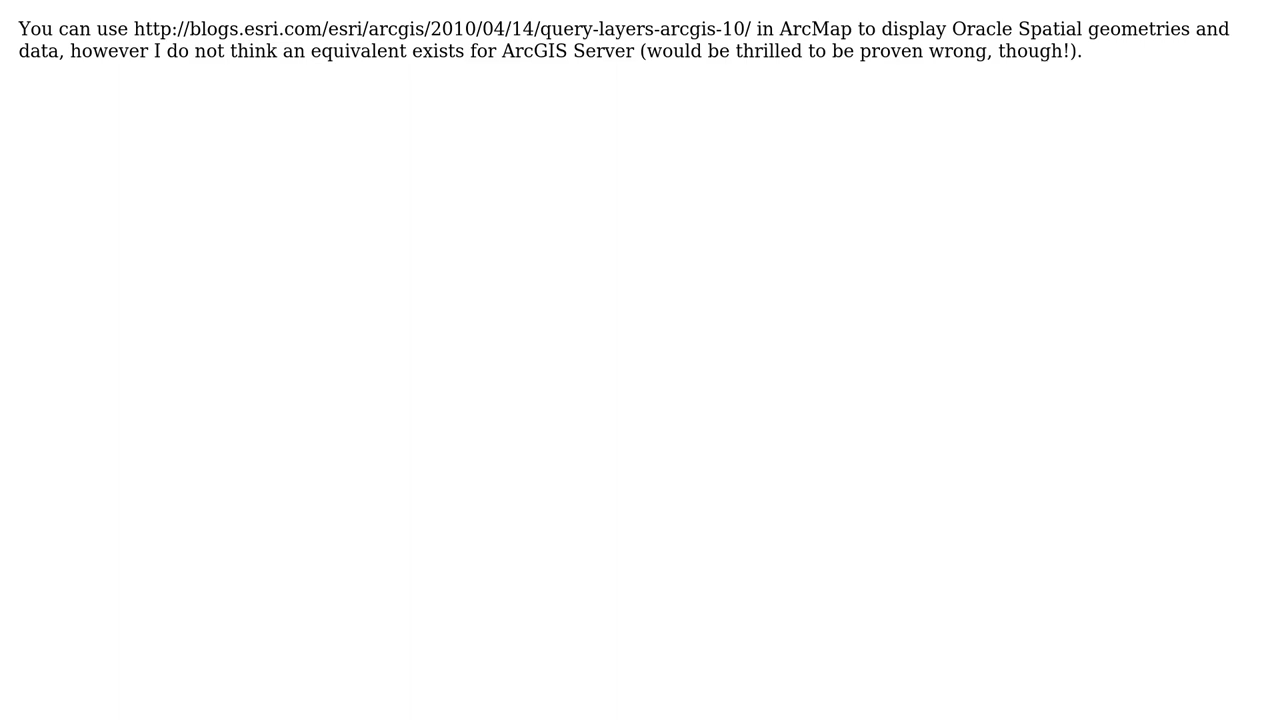 You can use http://blogs.esri.com/esri/arcgis/2010/04/14/query-layers-arcgis-10/ in ArcMap to display Oracle Spatial geometries and
data, however I do not think an equivalent exists for ArcGIS Server (would be thrilled to be proven wrong, though!).